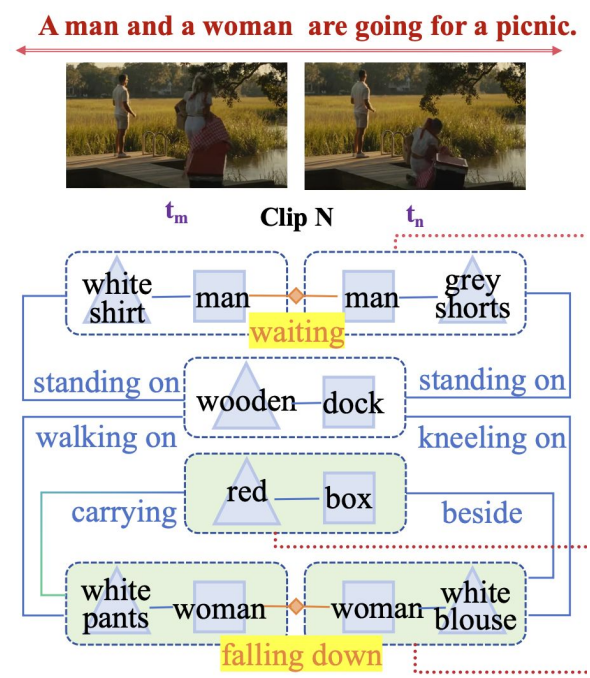 A man and a woman are going for a picnic.
tm Clip N tn
white shirt man man grey shorts
waiting
standing on wooden dock standing on
walking on kneeling on
red box
carrying beside
white pants woman woman white blouse
falling down